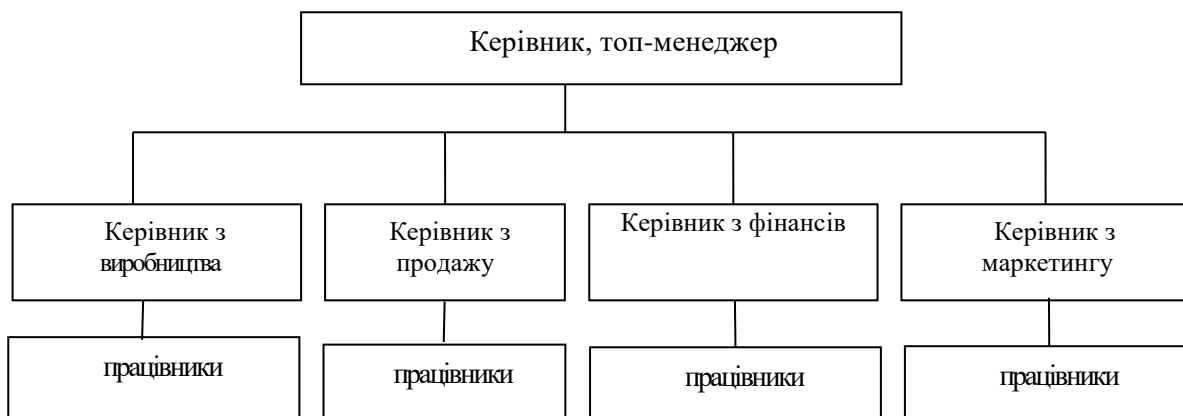 Керівник, топ-менеджер
Керівник з
виробництва
Керівник з
продажу
Керівник з фінансів
Керівник з
маркетингу
працівники
працівники
працівники
працівники